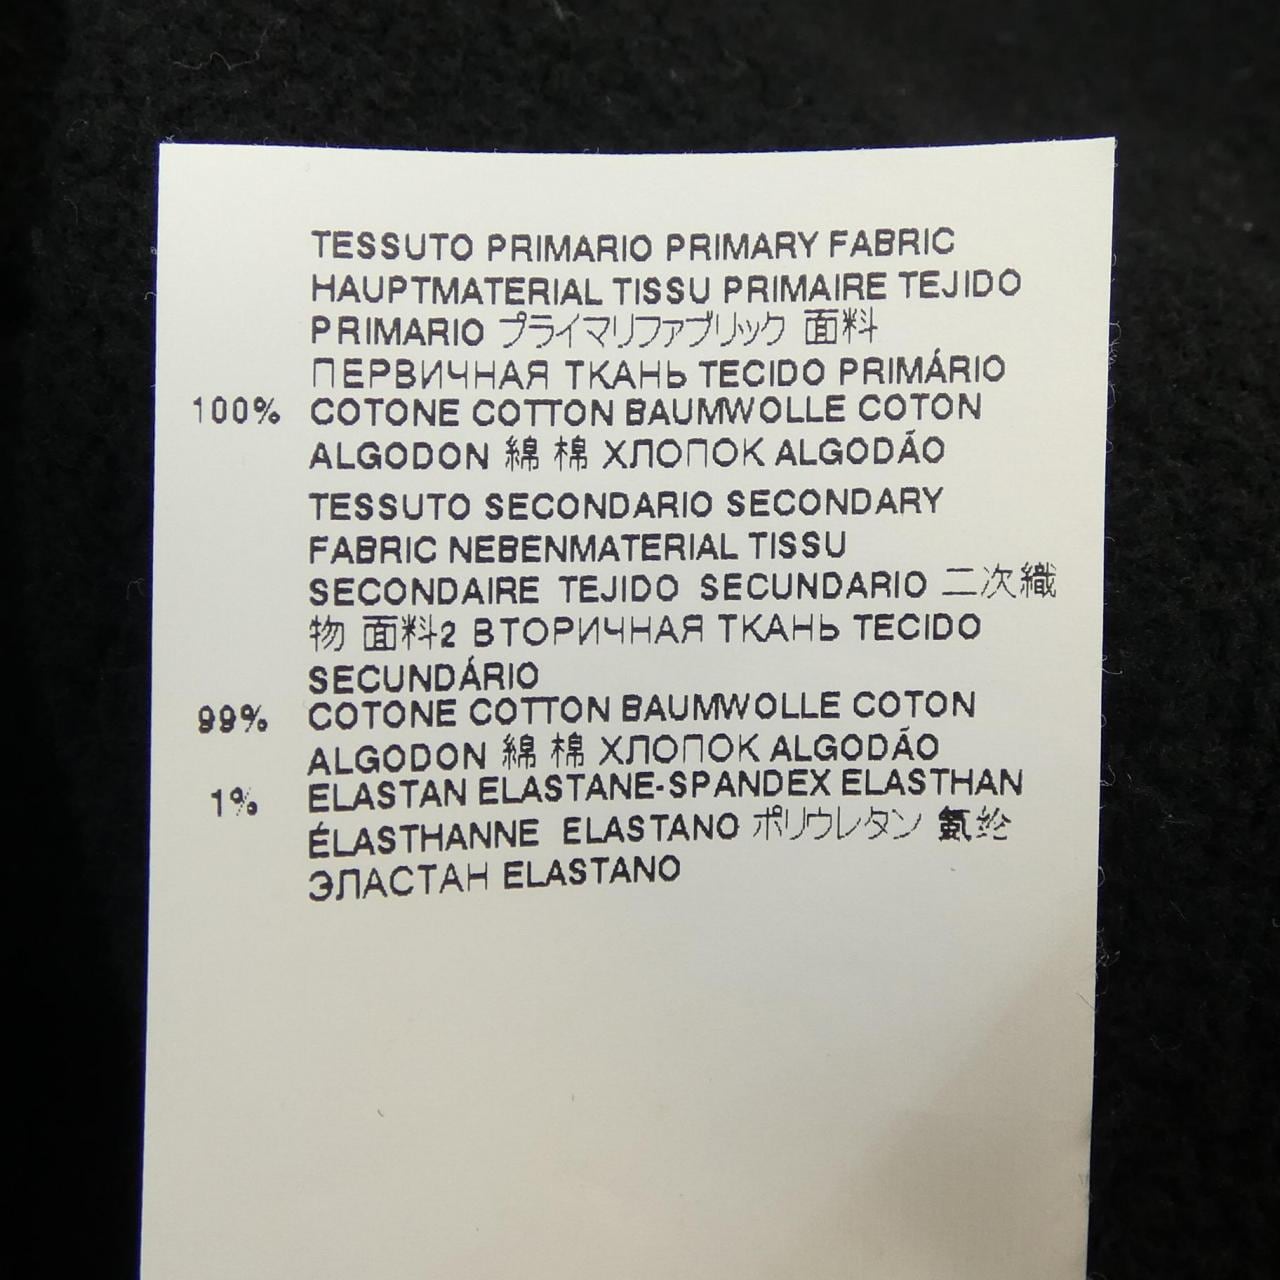 TESSUTO PRIMARIO PRIMARY FABRIC
HAUPTMATERIAL TISSU PRIMAIRE TEJIDO
PRIMARIO プライマリファブリック 面料
ПЕРВИЧНАЯ ТКАНЬ TECIDO PRIMÁRIO
100% COTONE COTTON BAUMWOLLE COTON
ALGODON 綿 棉 ХЛОПОК ALGODÃO
TESSUTO SECONDARIO SECONDARY
FABRIC NEBENMATERIAL TISSU
SECONDAIRE TEJIDO SECUNDARIO 二次織
物 面料2 ВТОРИЧНАЯ ТКАНЬ TECIDO
SECUNDÁRIO
99% COTONE COTTON BAUMWOLLE COTON
ALGODON 綿 棉 ХЛОПОК ALGODÃO
1% ELASTAN ELASTANE-SPANDEX ELASTHAN
ÉLASTHANNE ELASTANO ポリウレタン 氨纶
ЭЛАСТАН ELASTANO